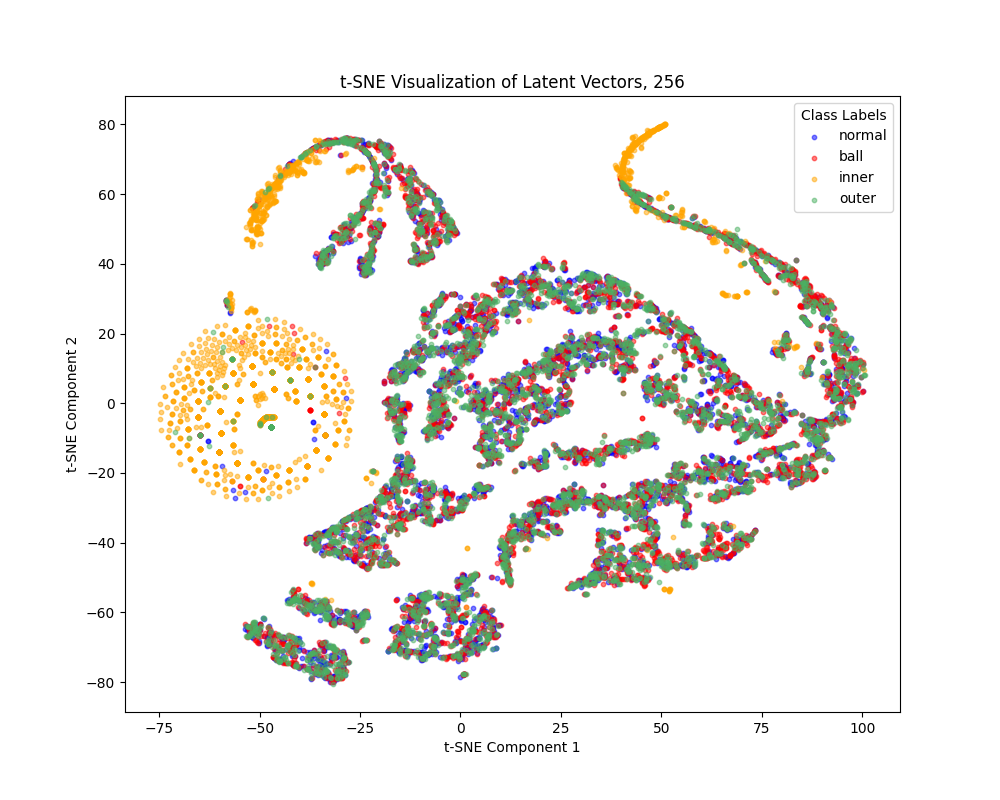 t-SNE Visualization of Latent Vectors, 256
Class Labels
normal
ball
inner
outer
80
60
40
20
0
−20
−40
−60
−80
t-SNE Component 2
−75
−50
−25
0
25
50
75
100
t-SNE Component 1